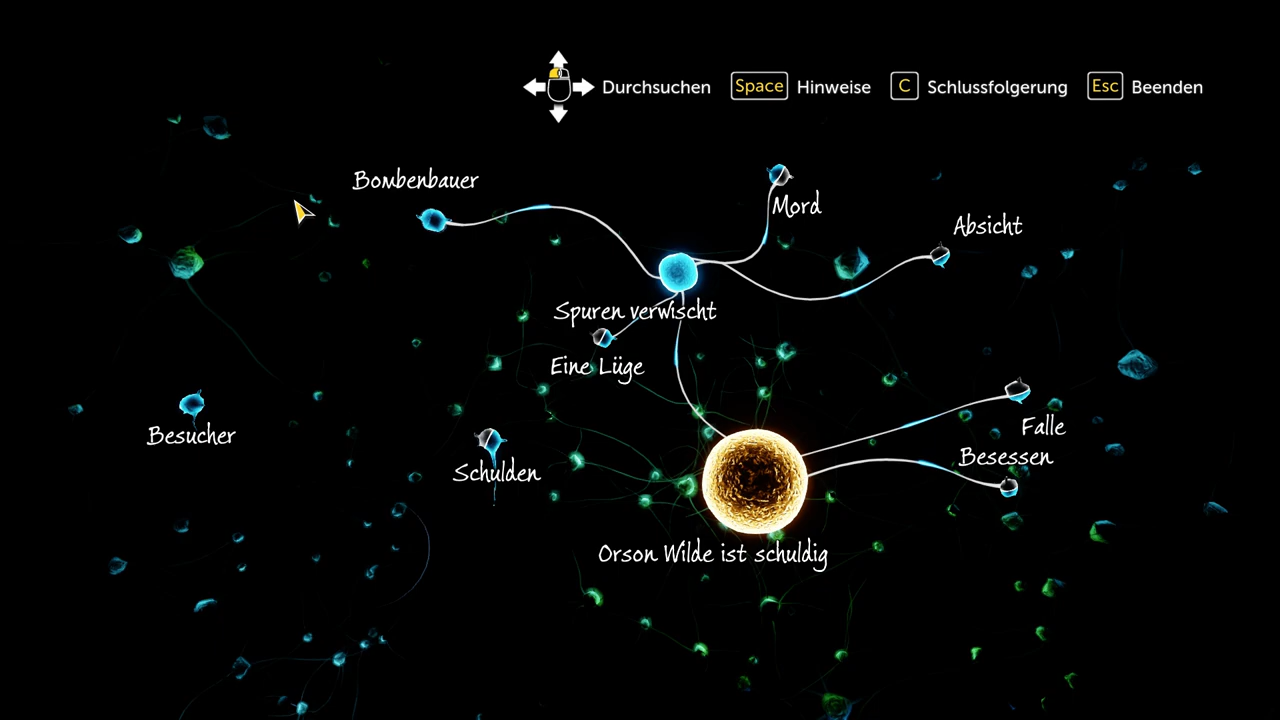 Durchsuchen Space Hinweise C Schlussfolgerung Esc Beenden
Bombenbauer
Mord
Absicht
Spuren verwischt
Eine Lüge
Besucher
Schulden
Falle
Besessen
Orson Wilde ist schuldig